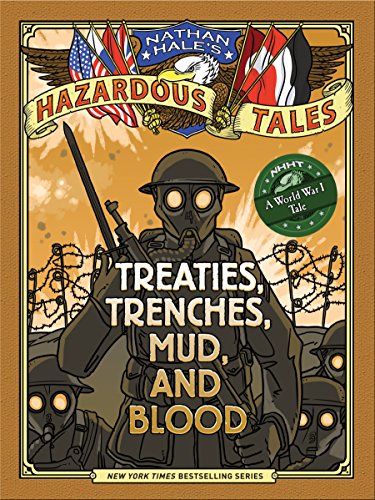 NATHAN
HALE'S
HAZARDOUS TALES
NHHT
A World War I
Tale
TREATIES,
TRENCHES,
MUD,
AND
BLOOD
NEW YORK TIMES BESTSELLING SERIES